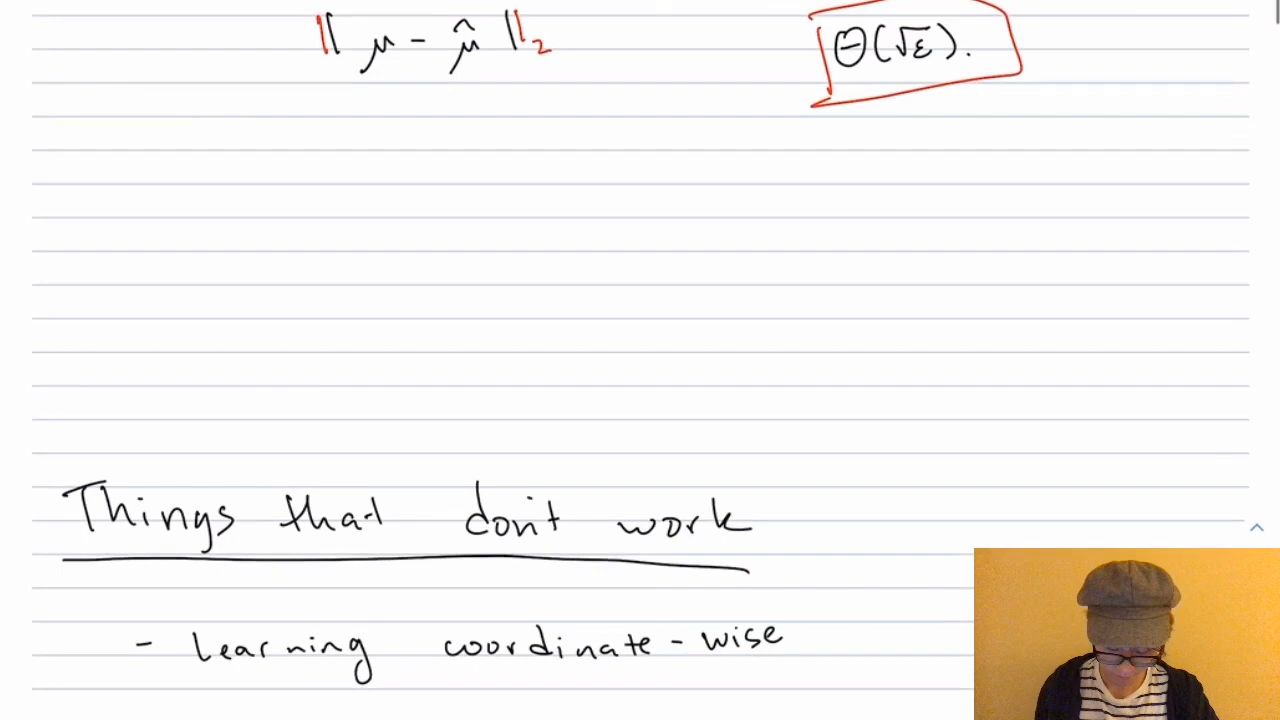 ‖ μ - μ̂ ‖₂ Θ(√ε).
Things that don't work
- learning coordinate-wise